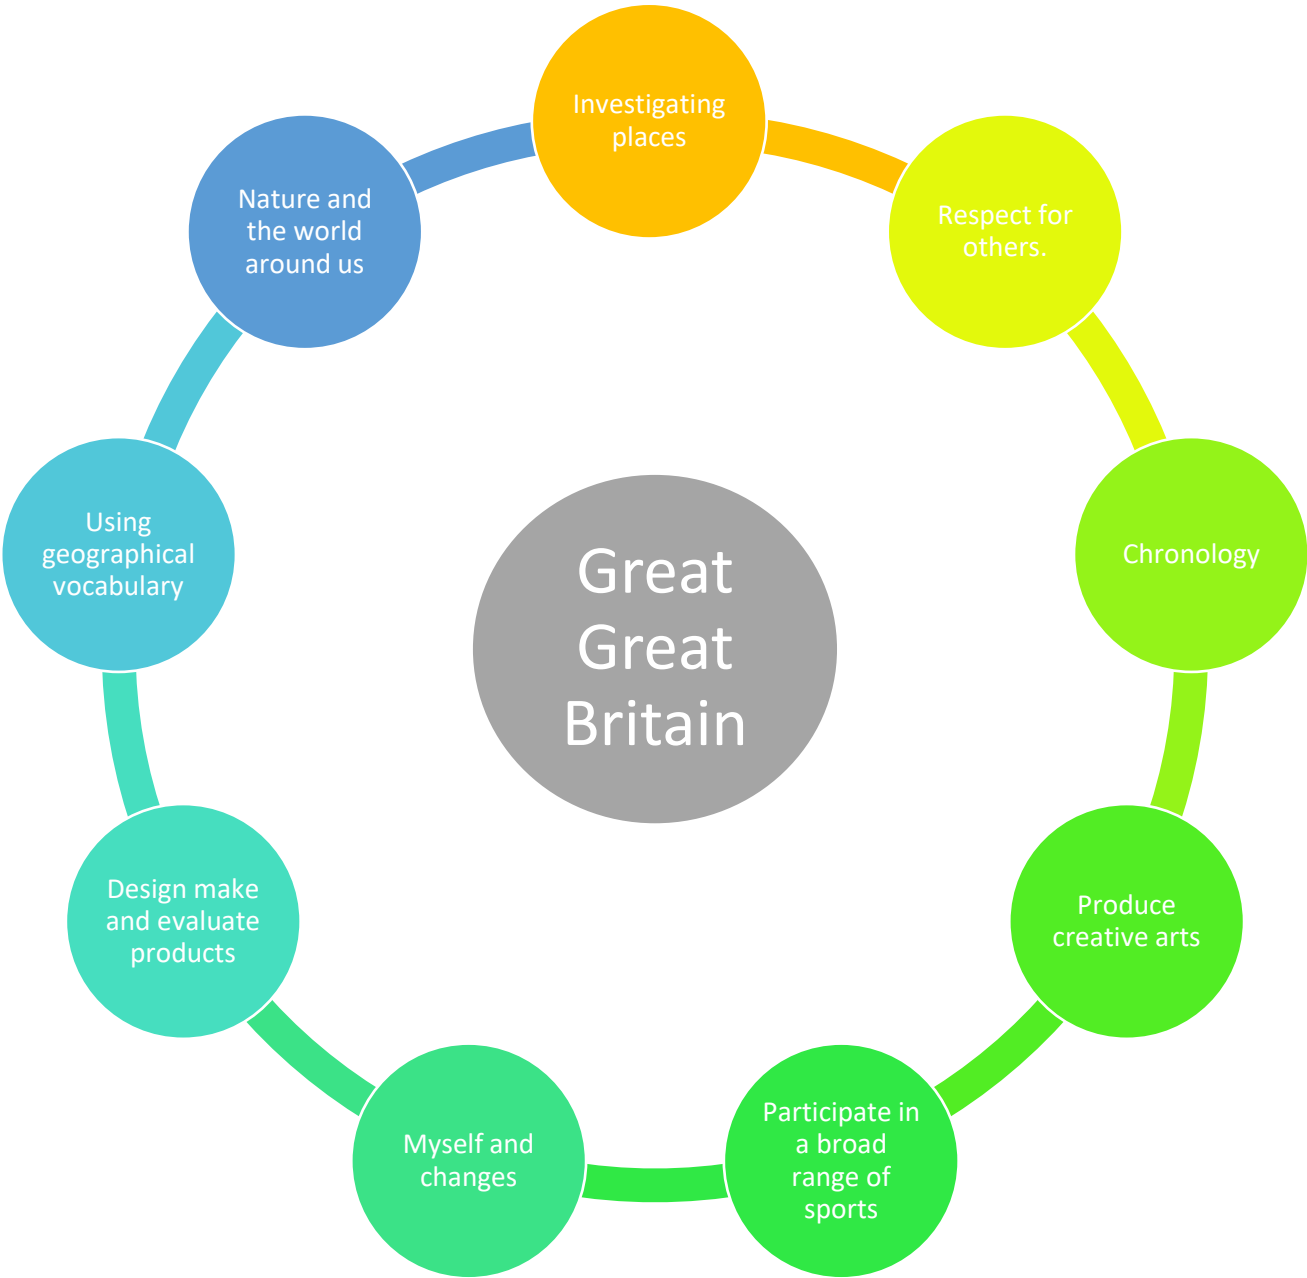 Investigating
places
Respect for
others.
Chronology
Produce
creative arts
Participate in
a broad
range of
sports
Myself and
changes
Design make
and evaluate
products
Using
geographical
vocabulary
Nature and
the world
around us
Great
Great
Britain